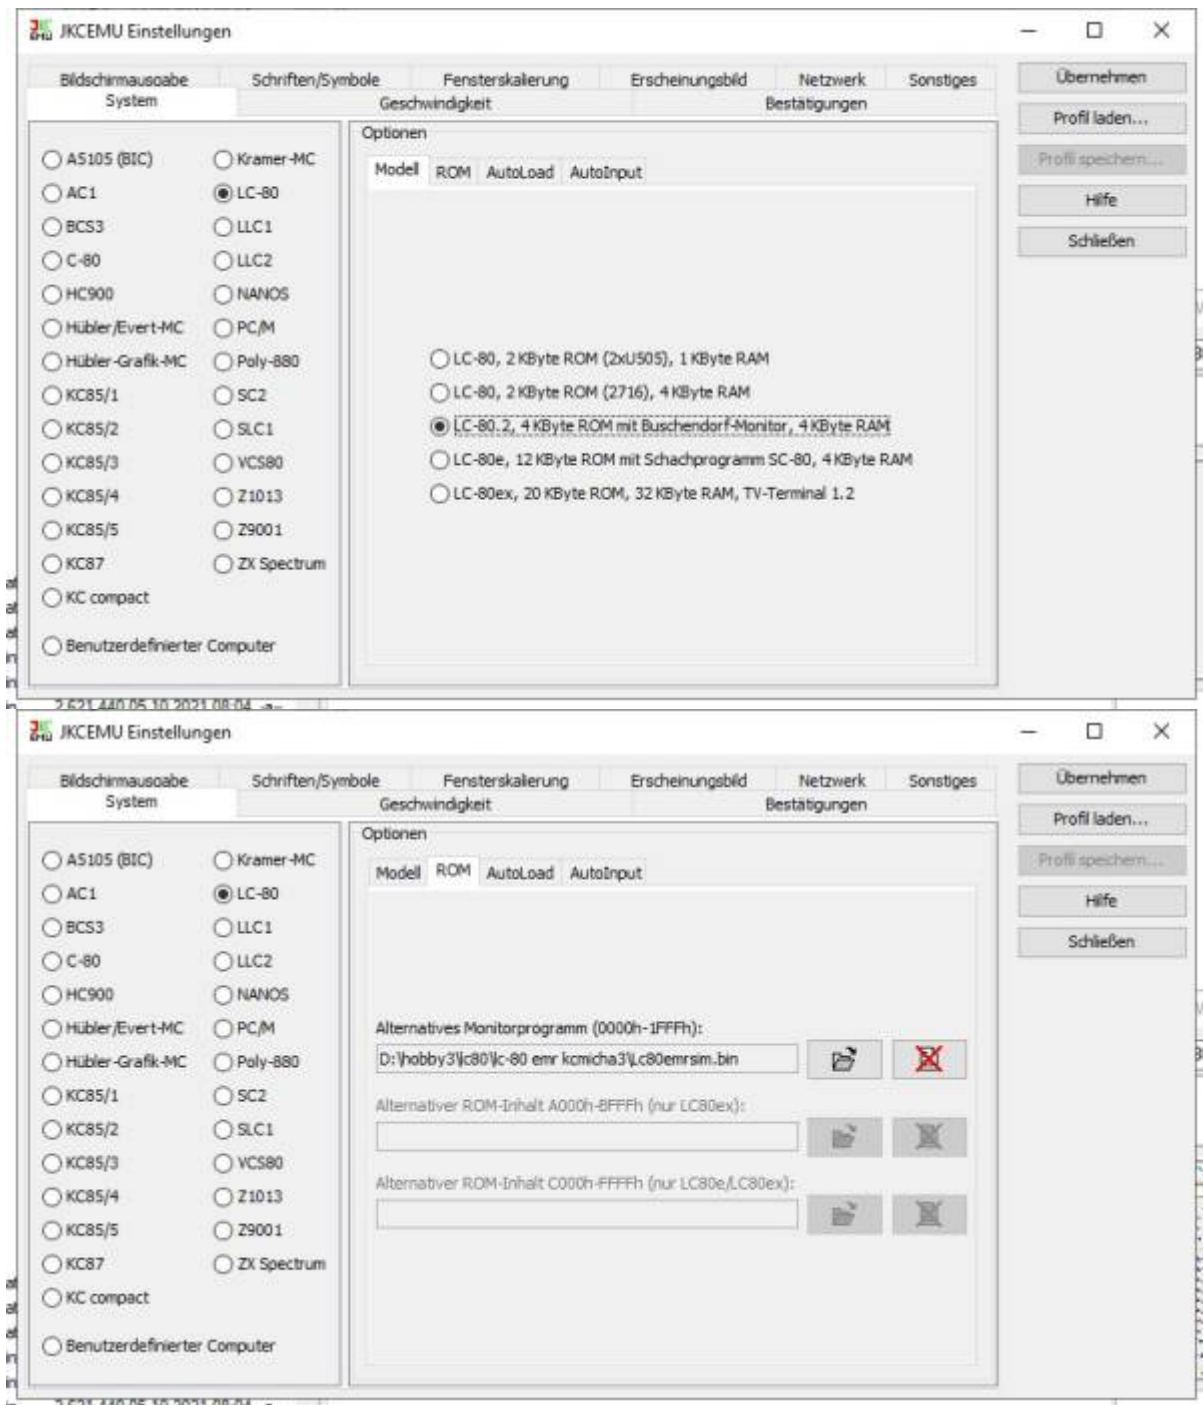 JKCEMU Einstellungen
Bildschirmausgabe Schriften/Symbole Fensterskalierung Erscheinungsbild Netzwerk Sonstiges
System Geschwindigkeit Bestätigungen
Übernehmen
Profil laden...
Profil speichern...
Hilfe
Schließen
A5105 (BIC) Kramer-MC
AC1 LC-80
BCS3 LLC1
C-80 LLC2
HC900 NANOS
Hübler/Evert-MC PC/M
Hübler-Grafik-MC Poly-880
KC85/1 SC2
KC85/2 SLC1
KC85/3 VCS80
KC85/4 Z1013
KC85/5 Z9001
KC87 ZX Spectrum
KC compact
Benutzerdefinierter Computer
Optionen
Modell ROM AutoLoad AutoInput
LC-80, 2 KByte ROM (2xU505), 1 KByte RAM
LC-80, 2 KByte ROM (2716), 4 KByte RAM
LC-80.2, 4 KByte ROM mit Buschendorf-Monitor, 4 KByte RAM
LC-80e, 12 KByte ROM mit Schachprogramm SC-80, 4 KByte RAM
LC-80ex, 20 KByte ROM, 32 KByte RAM, TV-Terminal 1.2
2.621.440 05.10.2021 08:04 -a--
JKCEMU Einstellungen
Bildschirmausgabe Schriften/Symbole Fensterskalierung Erscheinungsbild Netzwerk Sonstiges
System Geschwindigkeit Bestätigungen
Übernehmen
Profil laden...
Profil speichern...
Hilfe
Schließen
A5105 (BIC) Kramer-MC
AC1 LC-80
BCS3 LLC1
C-80 LLC2
HC900 NANOS
Hübler/Evert-MC PC/M
Hübler-Grafik-MC Poly-880
KC85/1 SC2
KC85/2 SLC1
KC85/3 VCS80
KC85/4 Z1013
KC85/5 Z9001
KC87 ZX Spectrum
KC compact
Benutzerdefinierter Computer
Optionen
Modell ROM AutoLoad AutoInput
Alternatives Monitorprogramm (0000h-1FFFh):
D:\hobby3\lc80\lc-80 emr kcmicha3\Lc80emrsim.bin
Alternativer ROM-Inhalt A000h-BFFFh (nur LC80ex):
Alternativer ROM-Inhalt C000h-FFFFh (nur LC80e/LC80ex):